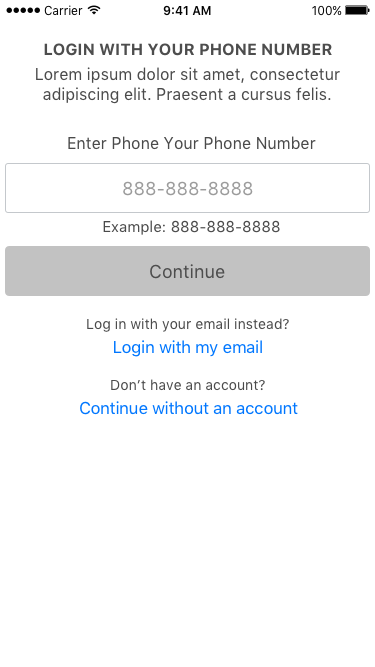 Carrier 9:41 AM 100%
LOGIN WITH YOUR PHONE NUMBER
Lorem ipsum dolor sit amet, consectetur
adipiscing elit. Praesent a cursus felis.
Enter Phone Your Phone Number
888-888-8888
Example: 888-888-8888
Continue
Log in with your email instead?
Login with my email
Don’t have an account?
Continue without an account